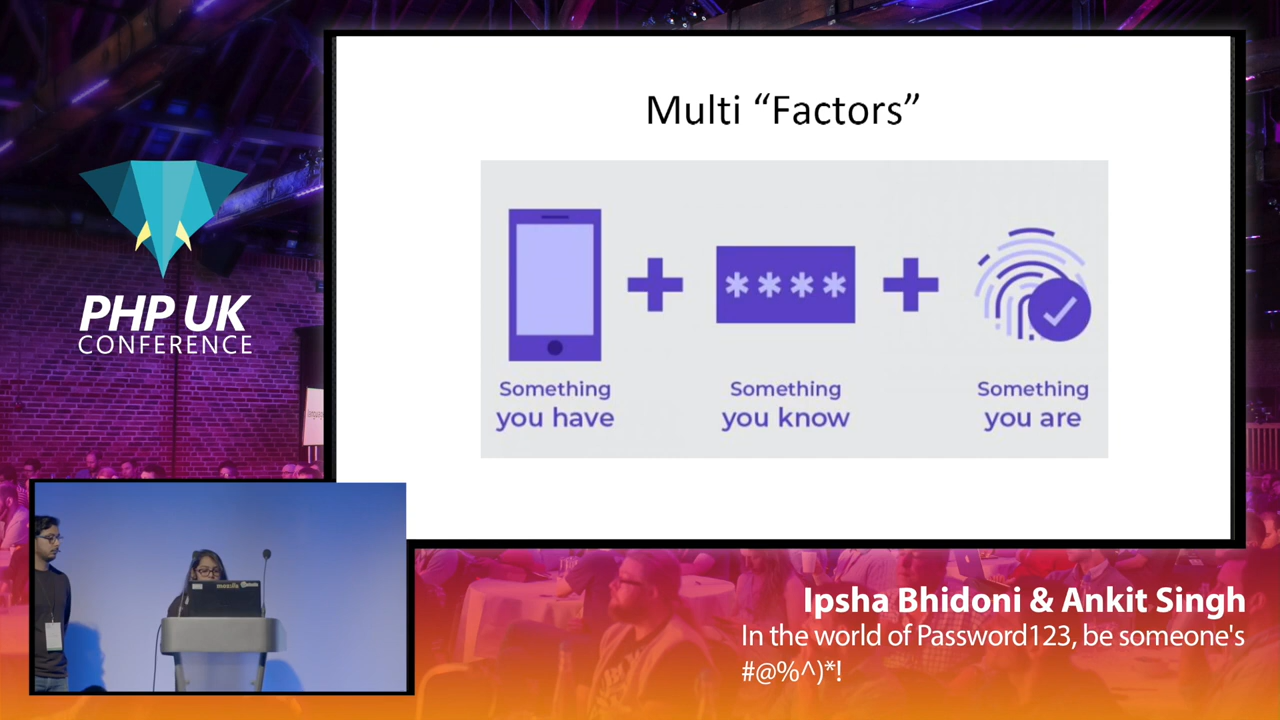 Multi “Factors”
* * * *
Something
you have
Something
you know
Something
you are
PHP UK
CONFERENCE
mozilla
Ipsha Bhidoni & Ankit Singh
In the world of Password123, be someone's
#@%^)*!